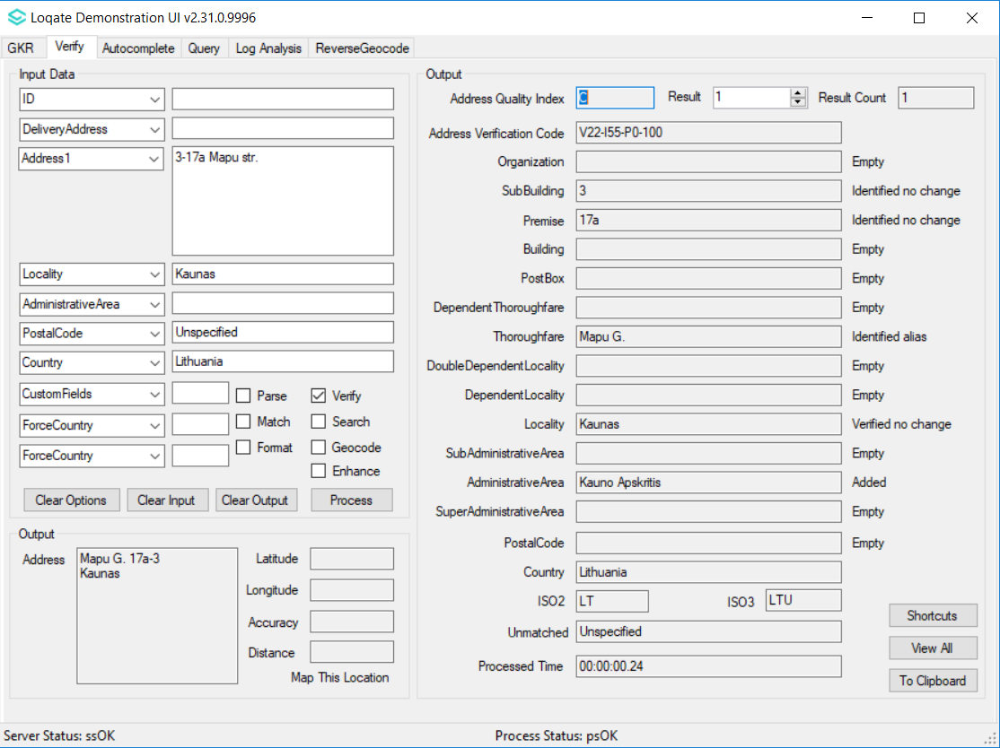 Loqate Demonstration UI v2.31.0.9996
GKR Verify Autocomplete Query Log Analysis ReverseGeocode
Input Data
ID
DeliveryAddress
Address1 3-17a Mapu str.
Locality Kaunas
AdministrativeArea
PostalCode Unspecified
Country Lithuania
CustomFields Parse Verify
ForceCountry Match Search
ForceCountry Format Geocode
Enhance
Clear Options Clear Input Clear Output Process
Output
Address Mapu G. 17a-3
Kaunas
Latitude
Longitude
Accuracy
Distance
Map This Location
Output
Address Quality Index C Result 1 Result Count 1
Address Verification Code V22-I55-P0-100
Organization Empty
SubBuilding 3 Identified no change
Premise 17a Identified no change
Building Empty
PostBox Empty
DependentThoroughfare Empty
Thoroughfare Mapu G. Identified alias
DoubleDependentLocality Empty
DependentLocality Empty
Locality Kaunas Verified no change
SubAdministrativeArea Empty
AdministrativeArea Kauno Apskritis Added
SuperAdministrativeArea Empty
PostalCode Empty
Country Lithuania
ISO2 LT ISO3 LTU
Unmatched Unspecified
Processed Time 00:00:00.24
Shortcuts
View All
To Clipboard
Server Status: ssOK Process Status: psOK